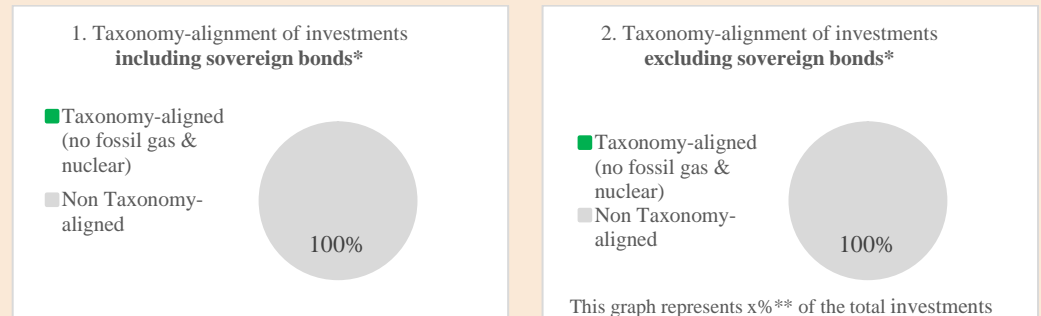 1. Taxonomy-alignment of investments
including sovereign bonds*
Taxonomy-aligned
(no fossil gas &
nuclear)
Non Taxonomy-
aligned
100%
2. Taxonomy-alignment of investments
excluding sovereign bonds*
Taxonomy-aligned
(no fossil gas &
nuclear)
Non Taxonomy-
aligned
100%
This graph represents x%** of the total investments